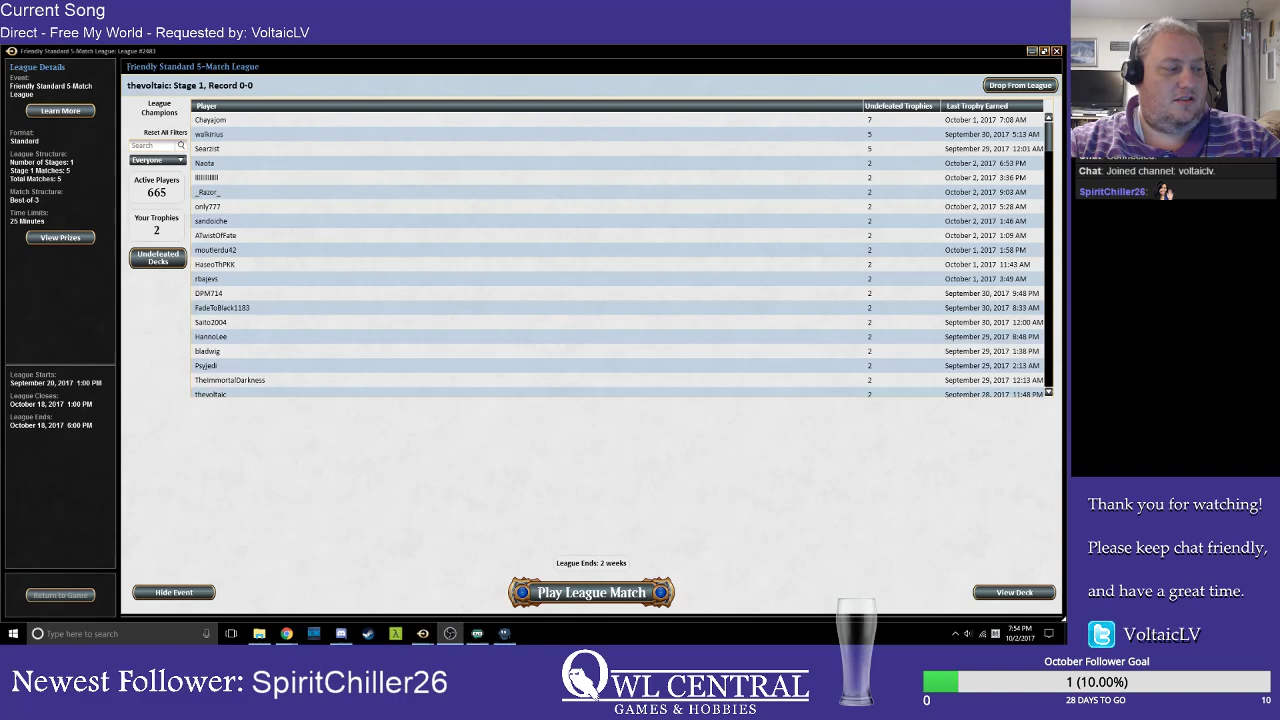 Current Song
Direct - Free My World - Requested by: VoltaicLV
Friendly Standard 5-Match League: League #2483
League Details
Event:
Friendly Standard 5-Match
League
Learn More
Format:
Standard
League Structure:
Number of Stages: 1
Stage 1 Matches: 5
Total Matches: 5
Match Structure:
Best-of-3
Time Limits:
25 Minutes
View Prizes
League Starts:
September 20, 2017 1:00 PM
League Closes:
October 18, 2017 1:00 PM
League Ends:
October 18, 2017 6:00 PM
Return to Game
Friendly Standard 5-Match League
thevoltaic: Stage 1, Record 0-0
Drop From League
League
Champions
Reset All Filters
Search
Everyone
Active Players
665
Your Trophies
2
Undefeated
Decks
Player Undefeated Trophies Last Trophy Earned
Chayajom 7 October 1, 2017 7:08 AM
walkirius 5 September 30, 2017 5:13 AM
Searzist 5 September 29, 2017 12:01 AM
Naota 2 October 2, 2017 6:53 PM
2 October 2, 2017 3:36 PM
_Razor_ 2 October 2, 2017 9:03 AM
only777 2 October 2, 2017 5:28 AM
sandoiche 2 October 2, 2017 1:46 AM
ATwistOfFate 2 October 2, 2017 1:09 AM
moutierdu42 2 October 1, 2017 1:58 PM
HaseoThPKK 2 October 1, 2017 11:43 AM
rbajevs 2 October 1, 2017 3:49 AM
DPM714 2 September 30, 2017 9:48 PM
FadeToBlack1183 2 September 30, 2017 8:33 AM
Saito2004 2 September 30, 2017 12:00 AM
HannoLee 2 September 29, 2017 8:48 PM
bladwig 2 September 29, 2017 1:38 PM
Psyjedi 2 September 29, 2017 2:13 AM
TheImmortalDarkness 2 September 29, 2017 12:13 AM
thevoltaic 2 September 28, 2017 11:48 PM
League Ends: 2 weeks
Hide Event
Play League Match
View Deck
Type here to search
7:54 PM
10/2/2017
Chat: Connected.
Chat: Joined channel: voltaiclv.
SpiritChiller26:
Thank you for watching!
Please keep chat friendly,
and have a great time.
VoltaicLV
Newest Follower: SpiritChiller26
OWL CENTRAL
GAMES & HOBBIES
October Follower Goal
1 (10.00%)
0 28 DAYS TO GO 10